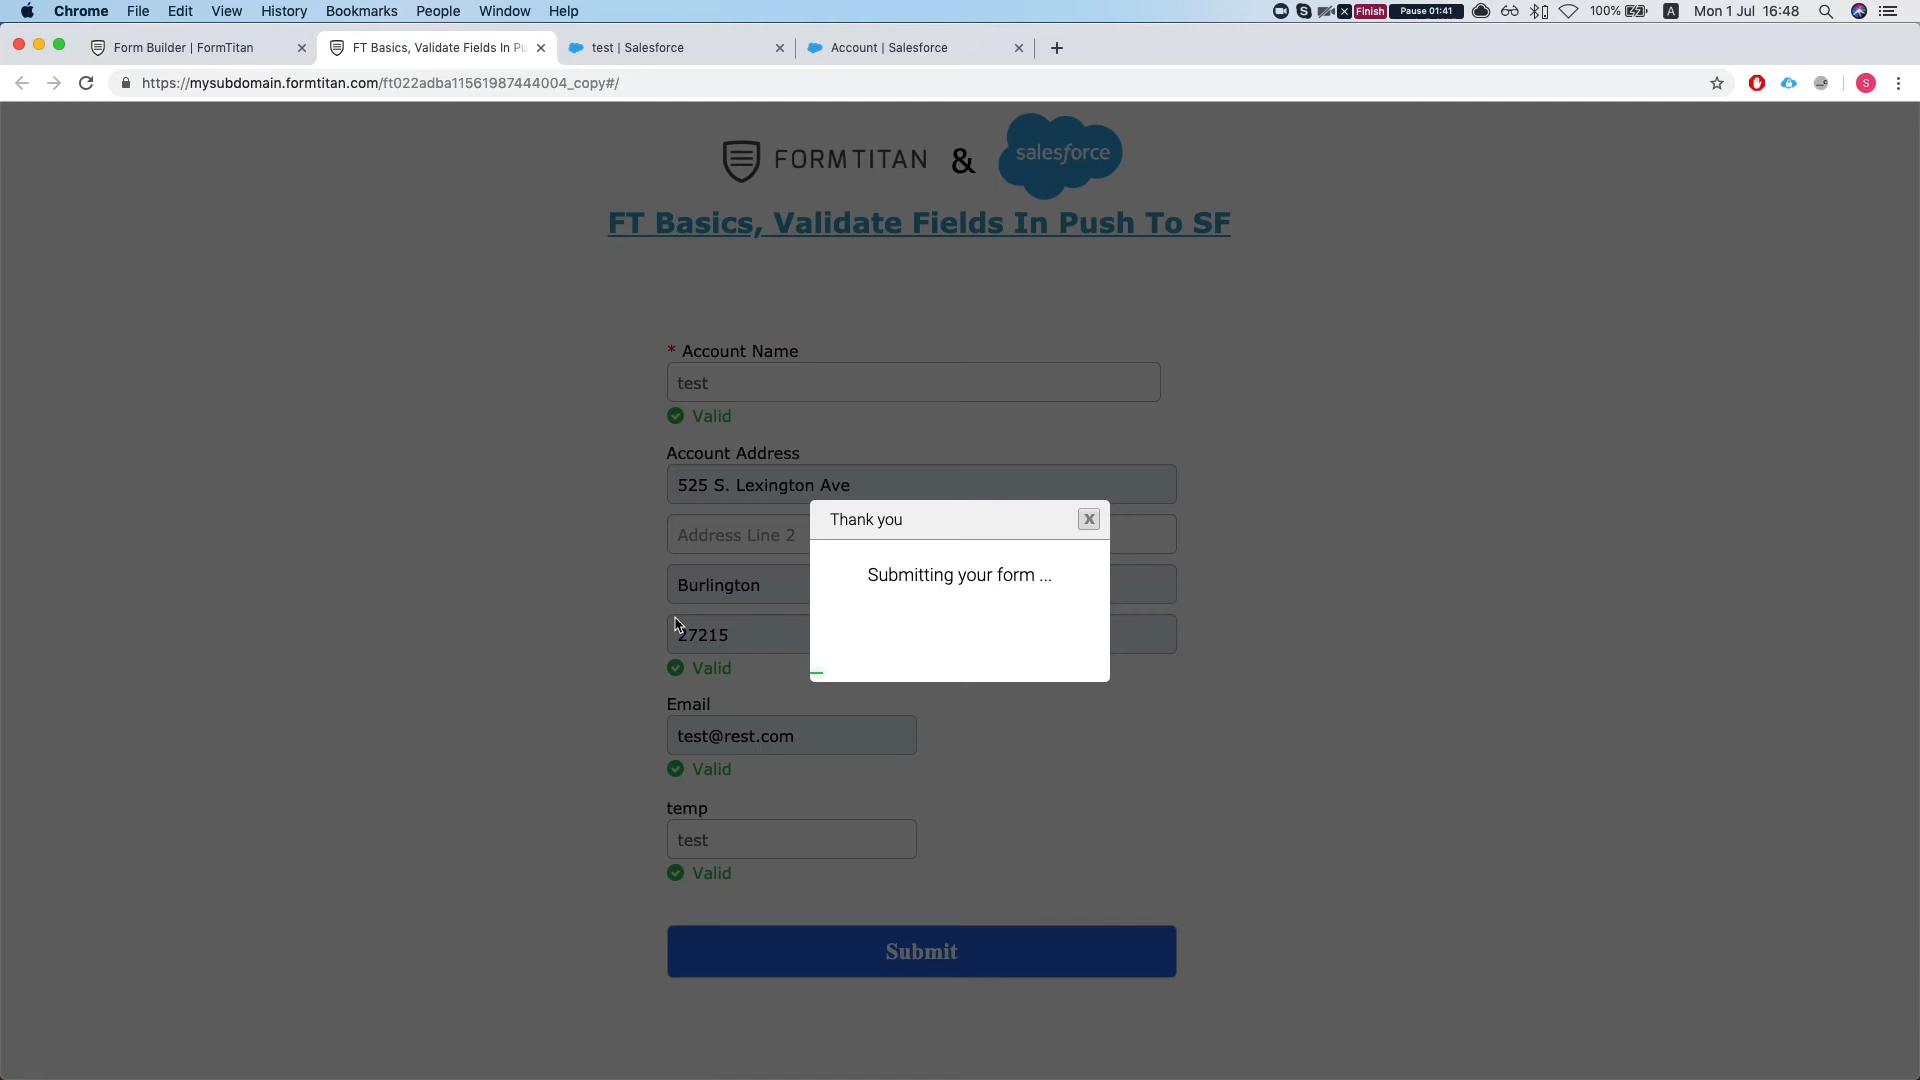 Chrome File Edit View History Bookmarks People Window Help Finish Pause 01:41 100% A Mon 1 Jul 16:48
Form Builder | FormTitan
FT Basics, Validate Fields In Pu
test | Salesforce
Account | Salesforce
https://mysubdomain.formtitan.com/ft022adba11561987444004_copy#/
S
FORMTITAN & salesforce
FT Basics, Validate Fields In Push To SF
* Account Name
test
Valid
Account Address
525 S. Lexington Ave
Thank you
X
Address Line 2
Submitting your form ...
Burlington
27215
Valid
Email
test@rest.com
Valid
temp
test
Valid
Submit